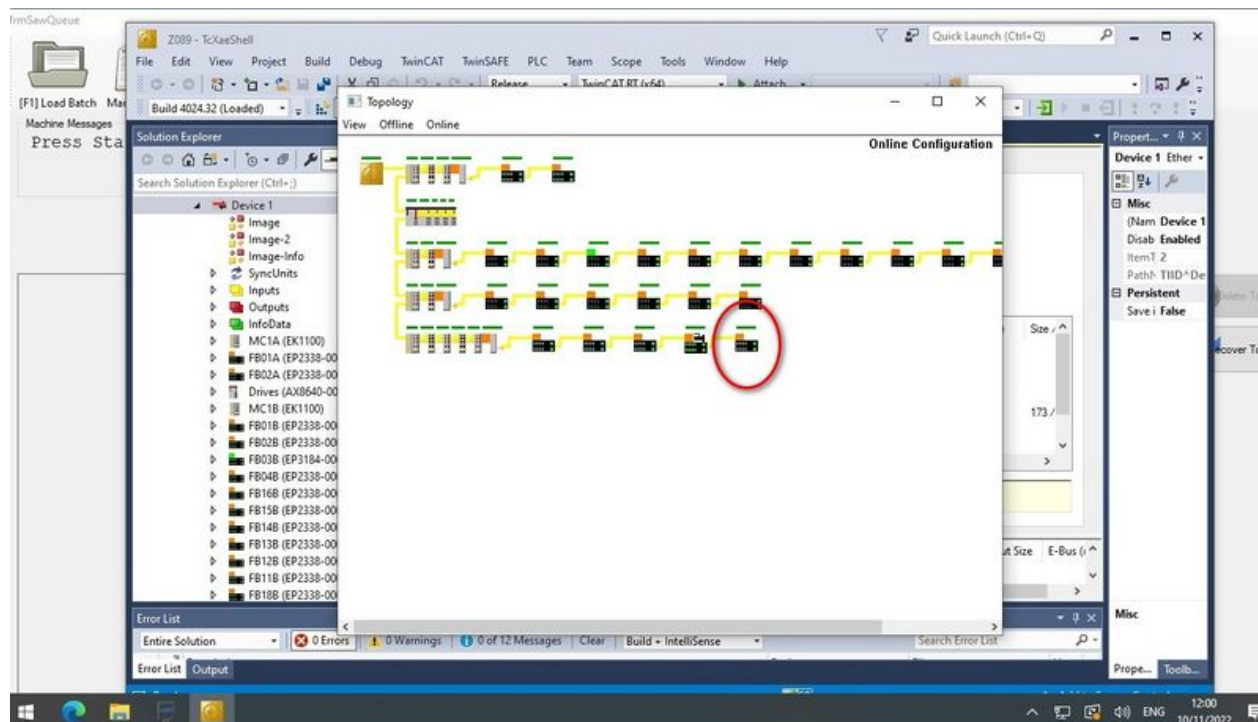 frmSawQueue
Z089 - TcXaeShell
Quick Launch (Ctrl+Q)
File Edit View Project Build Debug TwinCAT TwinSAFE PLC Team Scope Tools Window Help
Release TwinCAT RT (x64) Attach...
Build 4024.32 (Loaded)
[F1] Load Batch
Machine Messages
Press Sta
Topology
View Offline Online
Online Configuration
Solution Explorer
Search Solution Explorer (Ctrl+;)
Device 1
Image
Image-2
Image-Info
SyncUnits
Inputs
Outputs
InfoData
MC1A (EK1100)
FB01A (EP2338-00
FB02A (EP2338-00
Drives (AX8640-00
MC1B (EK1100)
FB01B (EP2338-00
FB02B (EP2338-00
FB03B (EP3184-00
FB04B (EP2338-00
FB16B (EP2338-00
FB15B (EP2338-00
FB14B (EP2338-00
FB13B (EP2338-00
FB12B (EP2338-00
FB11B (EP2338-00
FB18B (EP2338-00
Propert...
Device 1 Ether
Misc
(Nam Device 1
Disab Enabled
ItemT 2
PathN TIID^De
Persistent
Save i False
Size /
173 /
ecover To
ut Size E-Bus (
Misc
Error List
Entire Solution 0 Errors 0 Warnings 0 of 12 Messages Clear Build + IntelliSense Search Error List
Error List Output
Prope... Toolb...
ENG 12:00
10/11/2022